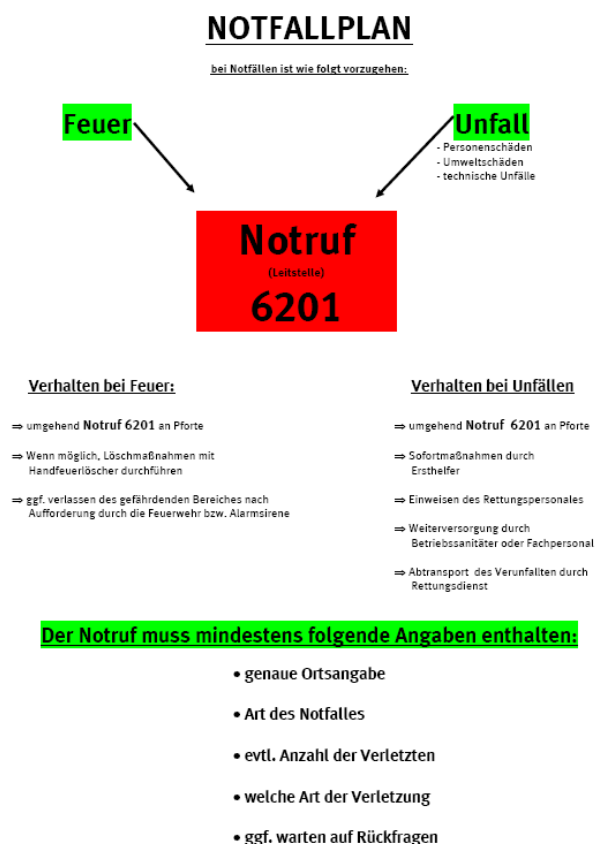 NOTFALLPLAN
bei Notfällen ist wie folgt vorzugehen:
Feuer
Unfall
- Personenschäden
- Umweltschäden
- technische Unfälle
Notruf
(Leitstelle)
6201
Verhalten bei Feuer:
⇒ umgehend Notruf 6201 an Pforte
⇒ Wenn möglich, Löschmaßnahmen mit
Handfeuerlöscher durchführen
⇒ ggf. verlassen des gefährdenden Bereiches nach
Aufforderung durch die Feuerwehr bzw. Alarmsirene
Verhalten bei Unfällen
⇒ umgehend Notruf 6201 an Pforte
⇒ Sofortmaßnahmen durch
Ersthelfer
⇒ Einweisen des Rettungspersonales
⇒ Weiterversorgung durch
Betriebssanitäter oder Fachpersonal
⇒ Abtransport des Verunfallten durch
Rettungsdienst
Der Notruf muss mindestens folgende Angaben enthalten:
• genaue Ortsangabe
• Art des Notfalles
• evtl. Anzahl der Verletzten
• welche Art der Verletzung
• ggf. warten auf Rückfragen